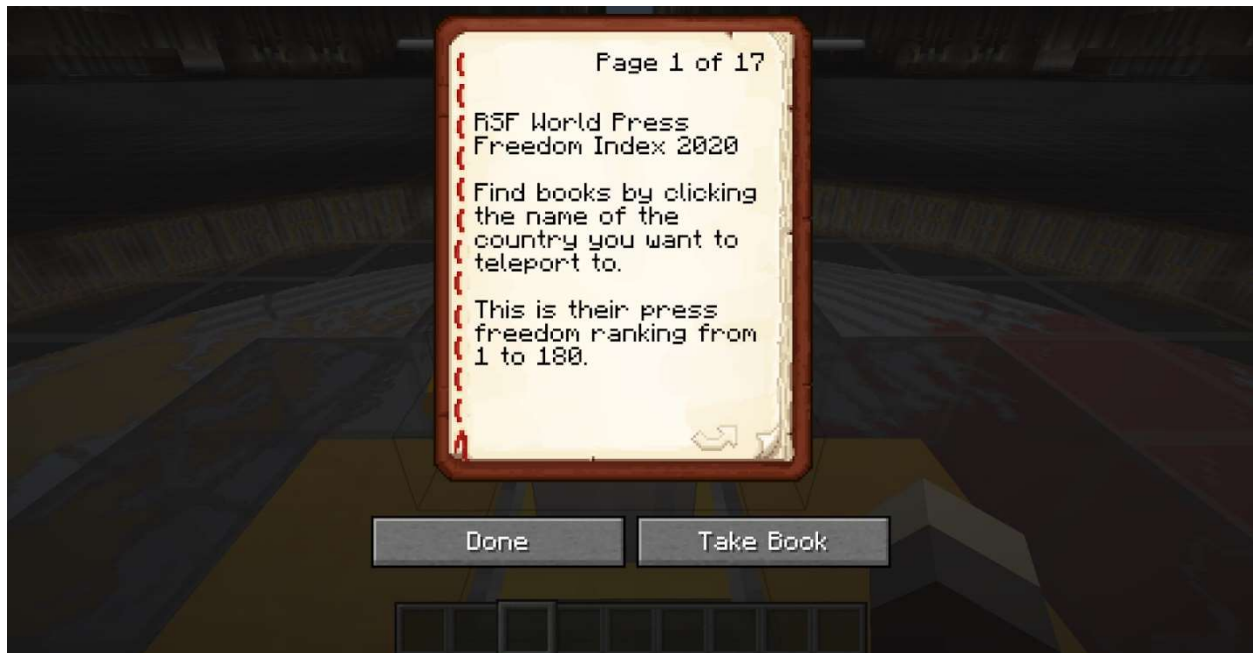 Page 1 of 17
RSF World Press
Freedom Index 2020
Find books by clicking
the name of the
country you want to
teleport to.
This is their press
freedom ranking from
1 to 180.
Done
Take Book